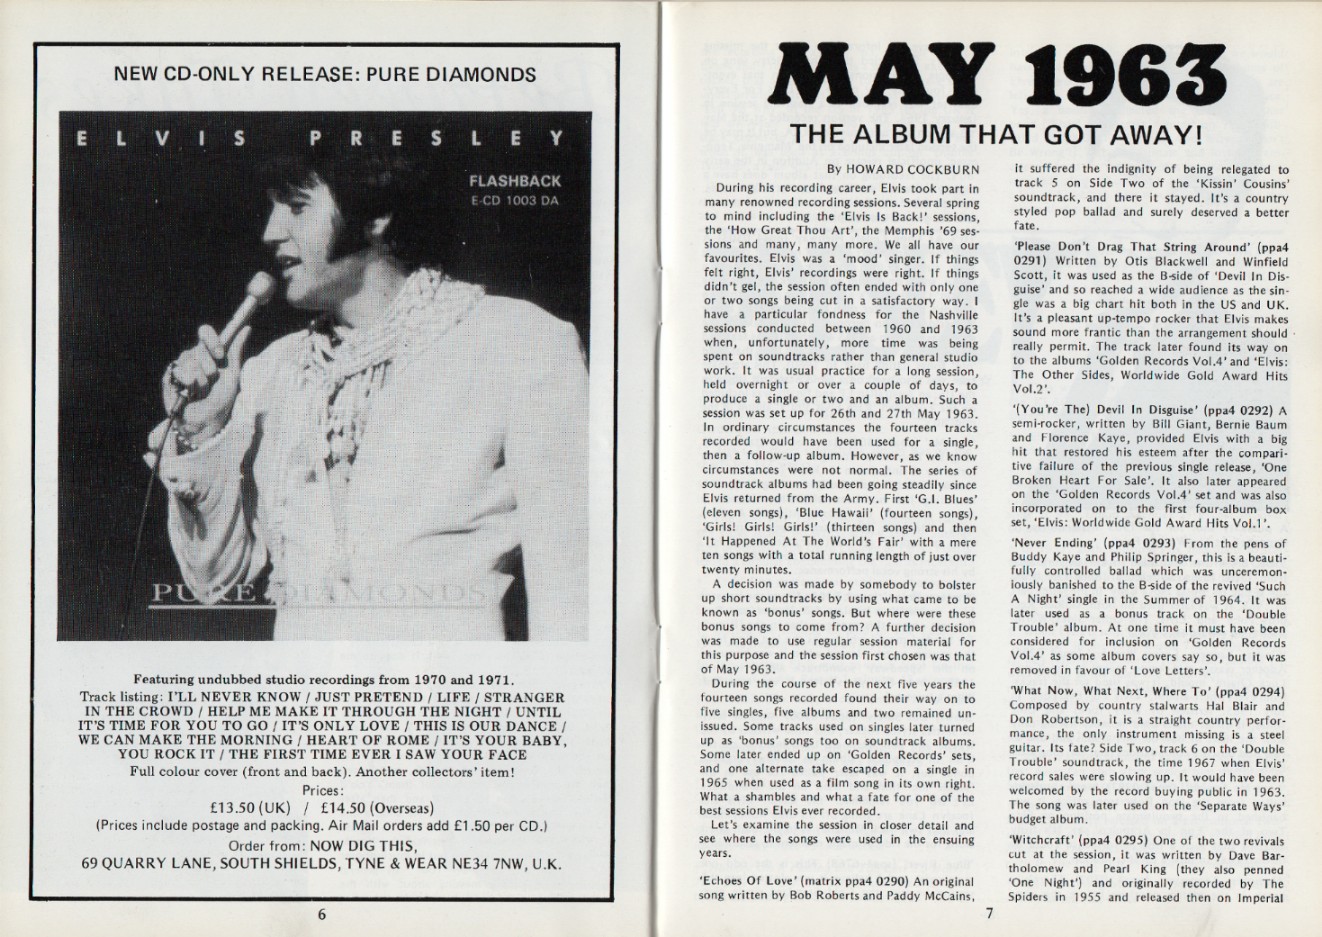 NEW CD-ONLY RELEASE: PURE DIAMONDS
ELVIS PRESLEY
FLASHBACK
E-CD 1003 DA
PURE DIAMONDS
Featuring undubbed studio recordings from 1970 and 1971.
Track listing: I'LL NEVER KNOW / JUST PRETEND / LIFE / STRANGER
IN THE CROWD / HELP ME MAKE IT THROUGH THE NIGHT / UNTIL
IT'S TIME FOR YOU TO GO / IT'S ONLY LOVE / THIS IS OUR DANCE /
WE CAN MAKE THE MORNING / HEART OF ROME / IT'S YOUR BABY,
YOU ROCK IT / THE FIRST TIME EVER I SAW YOUR FACE
Full colour cover (front and back). Another collectors' item!
Prices:
£13.50 (UK) / £14.50 (Overseas)
(Prices include postage and packing. Air Mail orders add £1.50 per CD.)
Order from: NOW DIG THIS,
69 QUARRY LANE, SOUTH SHIELDS, TYNE & WEAR NE34 7NW, U.K.
6
MAY 1963
THE ALBUM THAT GOT AWAY!
By HOWARD COCKBURN
During his recording career, Elvis took part in
many renowned recording sessions. Several spring
to mind including the 'Elvis Is Back!' sessions,
the 'How Great Thou Art', the Memphis '69 ses-
sions and many, many more. We all have our
favourites. Elvis was a 'mood' singer. If things
felt right, Elvis' recordings were right. If things
didn't gel, the session often ended with only one
or two songs being cut in a satisfactory way. I
have a particular fondness for the Nashville
sessions conducted between 1960 and 1963
when, unfortunately, more time was being
spent on soundtracks rather than general studio
work. It was usual practice for a long session,
held overnight or over a couple of days, to
produce a single or two and an album. Such a
session was set up for 26th and 27th May 1963.
In ordinary circumstances the fourteen tracks
recorded would have been used for a single,
then a follow-up album. However, as we know
circumstances were not normal. The series of
soundtrack albums had been going steadily since
Elvis returned from the Army. First 'G.I. Blues'
(eleven songs), 'Blue Hawaii' (fourteen songs),
'Girls! Girls! Girls!' (thirteen songs) and then
'It Happened At The World's Fair' with a mere
ten songs with a total running length of just over
twenty minutes.
A decision was made by somebody to bolster
up short soundtracks by using what came to be
known as 'bonus' songs. But where were these
bonus songs to come from? A further decision
was made to use regular session material for
this purpose and the session first chosen was that
of May 1963.
During the course of the next five years the
fourteen songs recorded found their way on to
five singles, five albums and two remained un-
issued. Some tracks used on singles later turned
up as 'bonus' songs too on soundtrack albums.
Some later ended up on 'Golden Records' sets,
and one alternate take escaped on a single in
1965 when used as a film song in its own right.
What a shambles and what a fate for one of the
best sessions Elvis ever recorded.
Let's examine the session in closer detail and
see where the songs were used in the ensuing
years.
'Echoes Of Love' (matrix ppa4 0290) An original
song written by Bob Roberts and Paddy McCains,
it suffered the indignity of being relegated to
track 5 on Side Two of the 'Kissin' Cousins'
soundtrack, and there it stayed. It's a country
styled pop ballad and surely deserved a better
fate.
'Please Don't Drag That String Around' (ppa4
0291) Written by Otis Blackwell and Winfield
Scott, it was used as the B-side of 'Devil In Dis-
guise' and so reached a wide audience as the sin-
gle was a big chart hit both in the US and UK.
It's a pleasant up-tempo rocker that Elvis makes
sound more frantic than the arrangement should
really permit. The track later found its way on
to the albums 'Golden Records Vol.4' and 'Elvis:
The Other Sides, Worldwide Gold Award Hits
Vol.2'.
'(You're The) Devil In Disguise' (ppa4 0292) A
semi-rocker, written by Bill Giant, Bernie Baum
and Florence Kaye, provided Elvis with a big
hit that restored his esteem after the compari-
tive failure of the previous single release, 'One
Broken Heart For Sale'. It also later appeared
on the 'Golden Records Vol.4' set and was also
incorporated on to the first four-album box
set, 'Elvis: Worldwide Gold Award Hits Vol.1'.
'Never Ending' (ppa4 0293) From the pens of
Buddy Kaye and Philip Springer, this is a beauti-
fully controlled ballad which was unceremon-
iously banished to the B-side of the revived 'Such
A Night' single in the Summer of 1964. It was
later used as a bonus track on the 'Double
Trouble' album. At one time it must have been
considered for inclusion on 'Golden Records
Vol.4' as some album covers say so, but it was
removed in favour of 'Love Letters'.
'What Now, What Next, Where To' (ppa4 0294)
Composed by country stalwarts Hal Blair and
Don Robertson, it is a straight country perfor-
mance, the only instrument missing is a steel
guitar. Its fate? Side Two, track 6 on the 'Double
Trouble' soundtrack, the time 1967 when Elvis'
record sales were slowing up. It would have been
welcomed by the record buying public in 1963.
The song was later used on the 'Separate Ways'
budget album.
'Witchcraft' (ppa4 0295) One of the two revivals
cut at the session, it was written by Dave Bar-
tholomew and Pearl King (they also penned
'One Night') and originally recorded by The
Spiders in 1955 and released then on Imperial
7